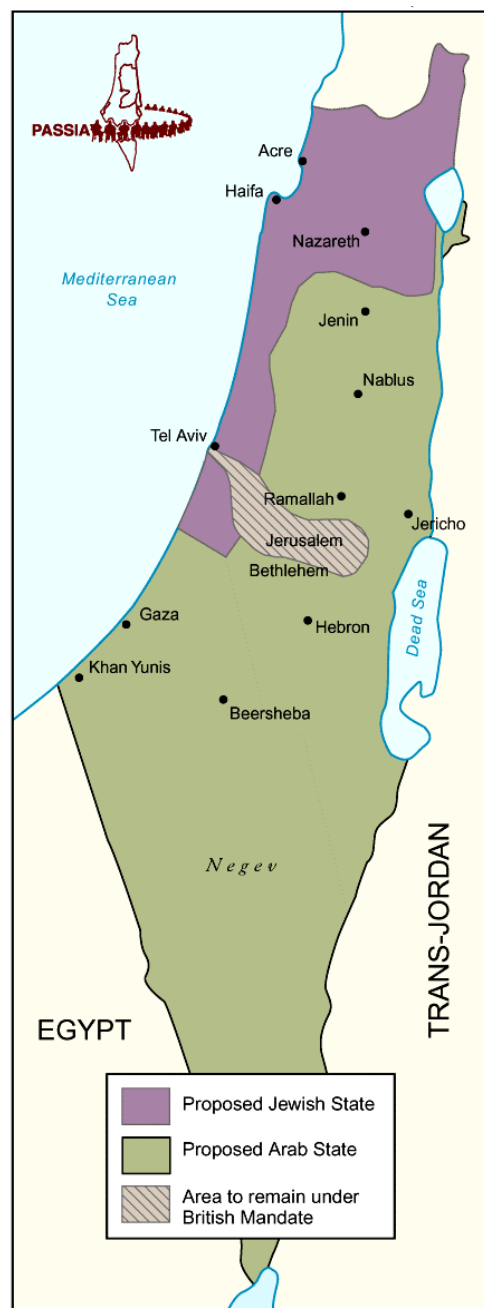 PASSIA
Acre
Haifa
Nazareth
Mediterranean
Sea
Jenin
Nablus
Tel Aviv
Ramallah
Jericho
Jerusalem
Bethlehem
Dead Sea
Gaza
Hebron
Khan Yunis
Beersheba
Negev
TRANS-JORDAN
EGYPT
Proposed Jewish State
Proposed Arab State
Area to remain under
British Mandate